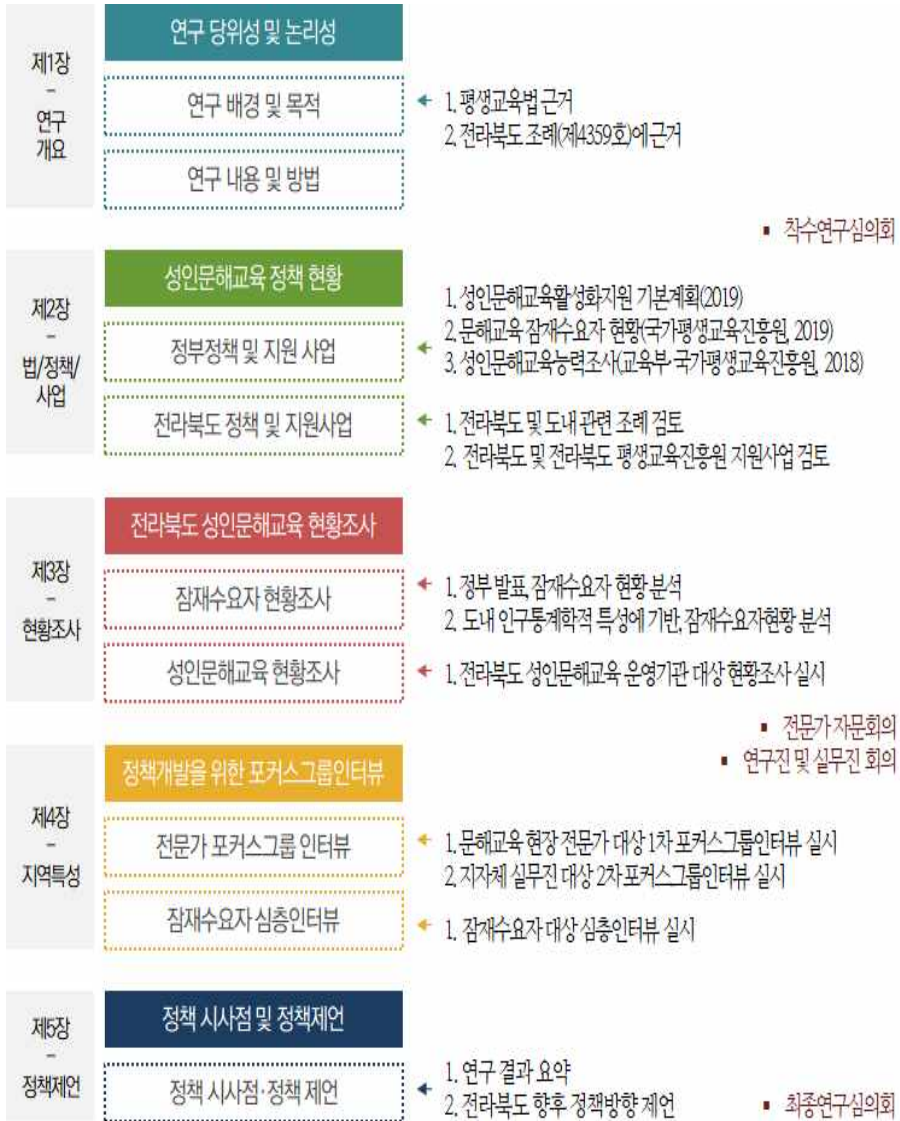 제1장
-
연구
개요
연구 당위성 및 논리성
연구 배경 및 목적
연구 내용 및 방법
1. 평생교육법 근거
2. 전라북도 조례(제4359호)에 근거
▪ 착수연구심의회
제2장
-
법/정책/
사업
성인문해교육 정책 현황
정부정책 및 지원 사업
전라북도 정책 및 지원사업
1. 성인문해교육활성화지원 기본계획(2019)
2. 문해교육 잠재수요자 현황(국가평생교육진흥원, 2019)
3. 성인문해교육능력조사(교육부·국가평생교육진흥원, 2018)
1. 전라북도 및 도내 관련 조례 검토
2. 전라북도 및 전라북도 평생교육진흥원 지원사업 검토
제3장
-
현황조사
전라북도 성인문해교육 현황조사
잠재수요자 현황조사
성인문해교육 현황조사
1. 정부 발표, 잠재수요자 현황 분석
2. 도내 인구통계학적 특성에 기반, 잠재수요자현황 분석
1. 전라북도 성인문해교육 운영기관 대상 현황조사 실시
▪ 전문가 자문회의
▪ 연구진 및 실무진 회의
제4장
-
지역특성
정책개발을 위한 포커스그룹인터뷰
전문가 포커스그룹 인터뷰
잠재수요자 심층인터뷰
1. 문해교육 현장 전문가 대상 1차 포커스그룹인터뷰 실시
2. 지자체 실무진 대상 2차 포커스그룹인터뷰 실시
1. 잠재수요자 대상 심층인터뷰 실시
제5장
-
정책제언
정책 시사점 및 정책제언
정책 시사점·정책 제언
1. 연구 결과 요약
2. 전라북도 향후 정책방향 제언
▪ 최종연구심의회